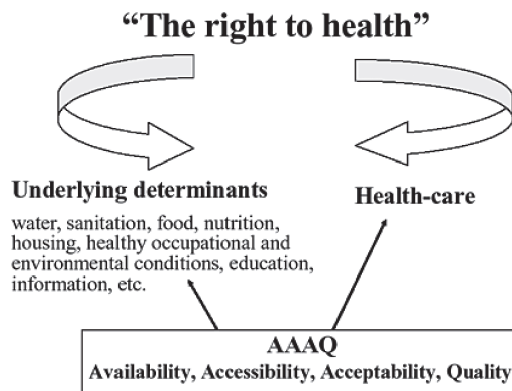 “The right to health”
Underlying determinants
water, sanitation, food, nutrition,
housing, healthy occupational and
environmental conditions, education,
information, etc.
Health-care
AAAQ
Availability, Accessibility, Acceptability, Quality